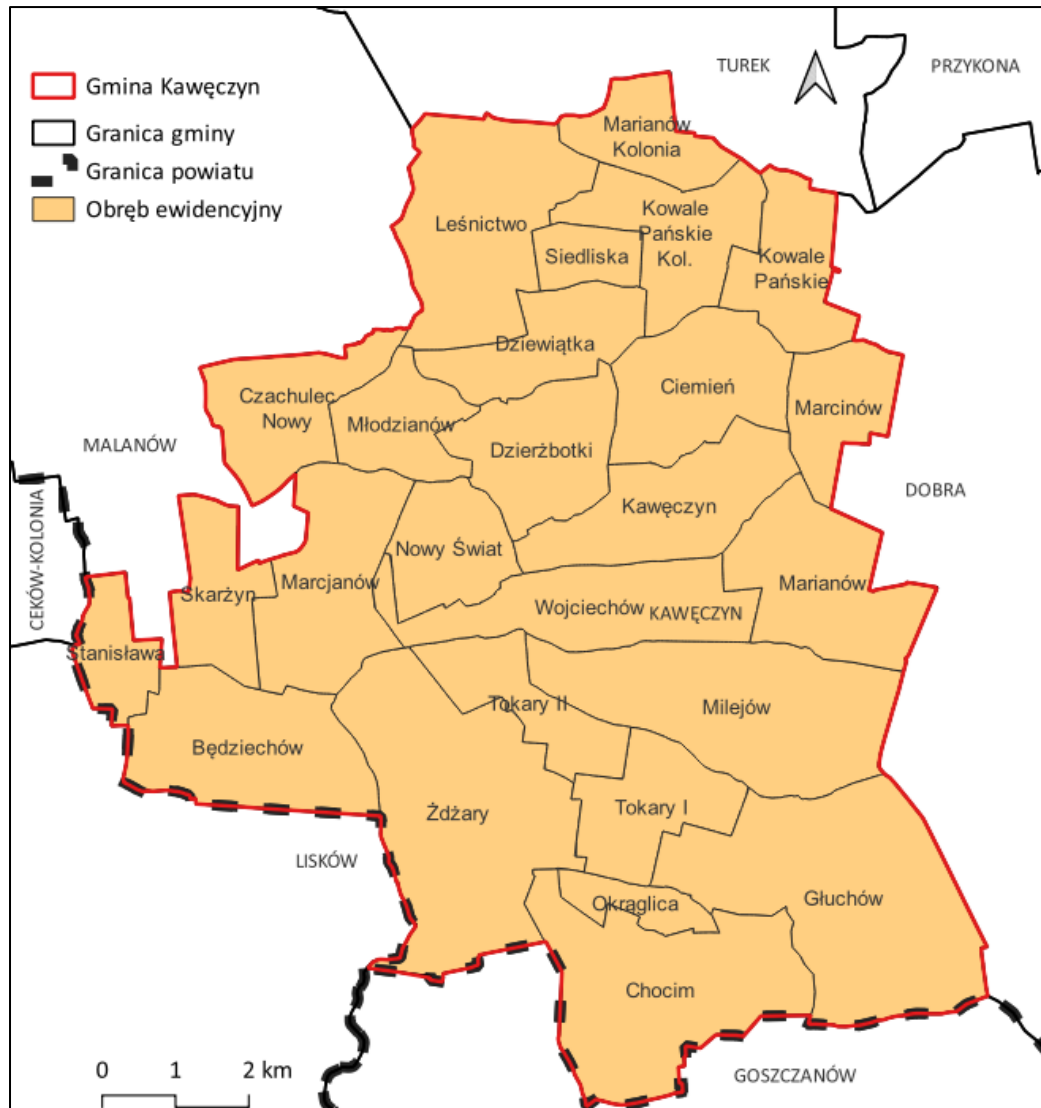 TUREK
PRZYKONA
Gmina Kawęczyn
Granica gminy
Granica powiatu
Obręb ewidencyjny
Marianów
Kolonia
Leśnictwo
Kowale
Pańskie
Kol.
Siedliska
Kowale
Pańskie
Dziewiątka
Ciemień
Czachulec
Nowy
Młodzianów
Marcinów
Dzierżbotki
MALANÓW
DOBRA
Kawęczyn
Nowy Świat
CEKÓW-KOLONIA
Skarżyn
Marcjanów
Marianów
Wojciechów
KAWĘCZYN
Stanisława
Tokary II
Milejów
Będziechów
Żdżary
Tokary I
LISKÓW
Okrąglica
Głuchów
Chocim
0 1 2 km
GOSZCZANÓW